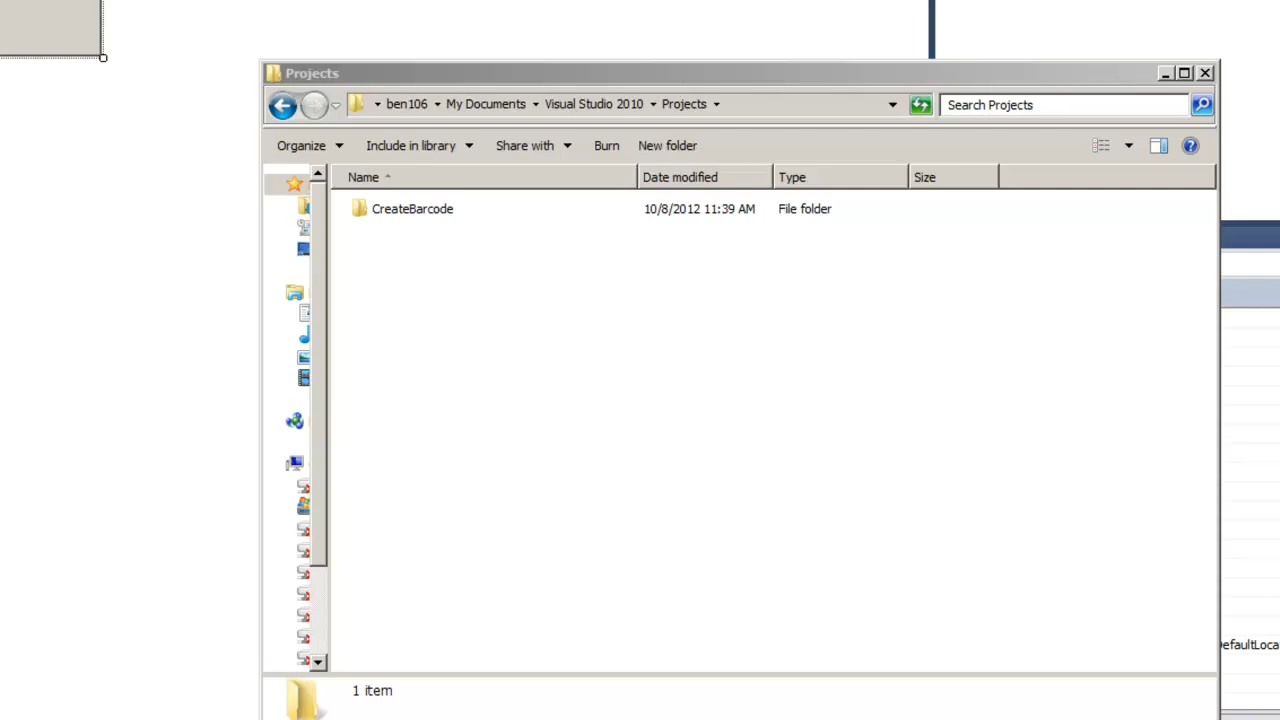 Projects
ben106 My Documents Visual Studio 2010 Projects
Search Projects
Organize Include in library Share with Burn New folder
Name Date modified Type Size
CreateBarcode 10/8/2012 11:39 AM File folder
1 item